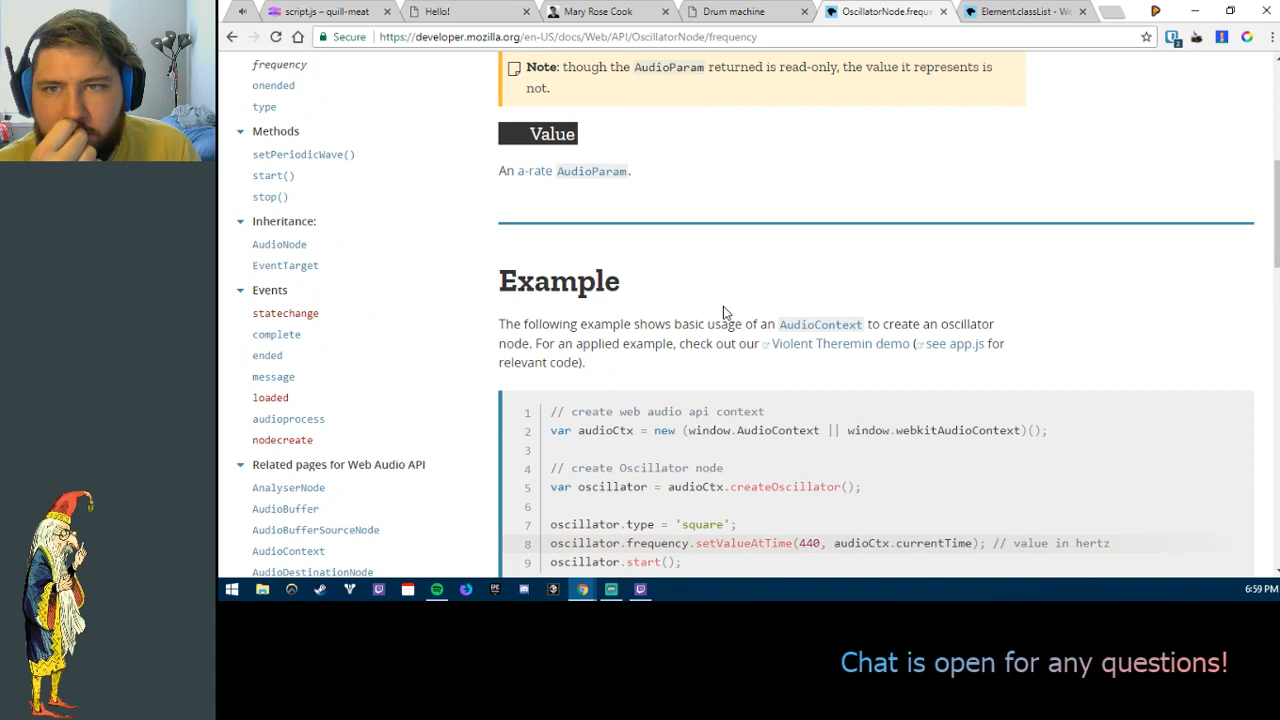 script.js – quill-meat
Hello!
Mary Rose Cook
Drum machine
OscillatorNode.freque
Element.classList - We
Secure
https://developer.mozilla.org/en-US/docs/Web/API/OscillatorNode/frequency
2
frequency
onended
type
Methods
setPeriodicWave()
start()
stop()
Inheritance:
AudioNode
EventTarget
Events
statechange
complete
ended
message
loaded
audioprocess
nodecreate
Related pages for Web Audio API
AnalyserNode
AudioBuffer
AudioBufferSourceNode
AudioContext
AudioDestinationNode
Note: though the AudioParam returned is read-only, the value it represents is
not.
Value
An a-rate AudioParam.
Example
The following example shows basic usage of an AudioContext to create an oscillator
node. For an applied example, check out our Violent Theremin demo (see app.js for
relevant code).
1 // create web audio api context
2 var audioCtx = new (window.AudioContext || window.webkitAudioContext)();
3
4 // create Oscillator node
5 var oscillator = audioCtx.createOscillator();
6
7 oscillator.type = 'square';
8 oscillator.frequency.setValueAtTime(440, audioCtx.currentTime); // value in hertz
9 oscillator.start();
6:59 PM
Chat is open for any questions!